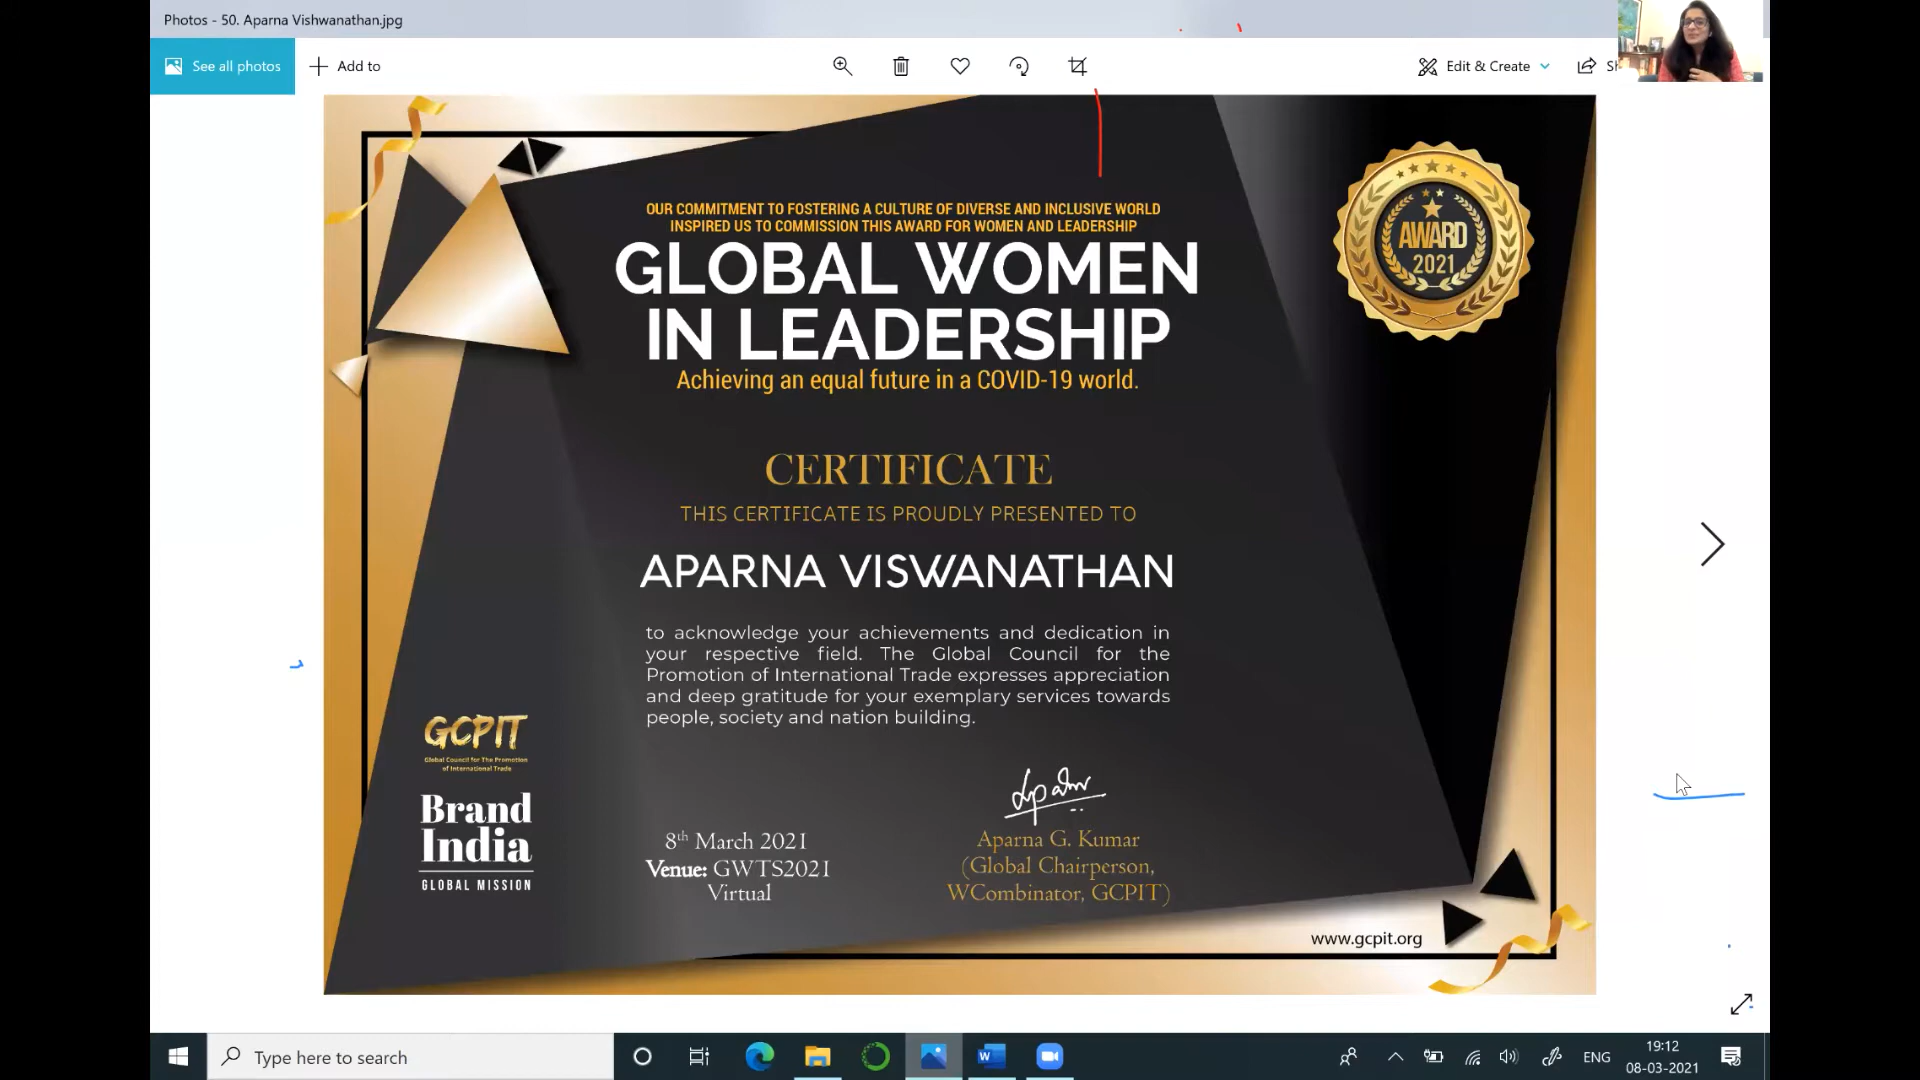 Photos - 50. Aparna Vishwanathan.jpg
See all photos
Add to
Edit & Create
OUR COMMITMENT TO FOSTERING A CULTURE OF DIVERSE AND INCLUSIVE WORLD
INSPIRED US TO COMMISSION THIS AWARD FOR WOMEN AND LEADERSHIP
GLOBAL WOMEN
IN LEADERSHIP
Achieving an equal future in a COVID-19 world.
AWARD
2021
CERTIFICATE
THIS CERTIFICATE IS PROUDLY PRESENTED TO
APARNA VISWANATHAN
to acknowledge your achievements and dedication in
your respective field. The Global Council for the
Promotion of International Trade expresses appreciation
and deep gratitude for your exemplary services towards
people, society and nation building.
GCPIT
Global Council for The Promotion
of International Trade
Brand
India
GLOBAL MISSION
8th March 2021
Venue: GWTS2021
Virtual
Aparna G. Kumar
(Global Chairperson,
WCombinator, GCPIT)
www.gcpit.org
Type here to search
ENG
19:12
08-03-2021